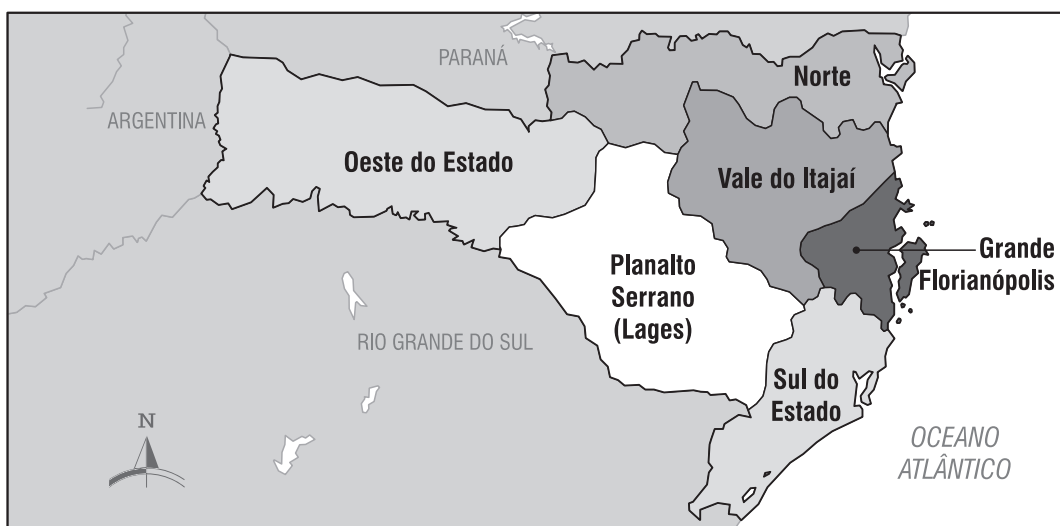 PARANÁ
Norte
ARGENTINA
Oeste do Estado
Vale do Itajaí
Grande
Florianópolis
Planalto
Serrano
(Lages)
RIO GRANDE DO SUL
Sul do
Estado
N
OCEANO
ATLÂNTICO